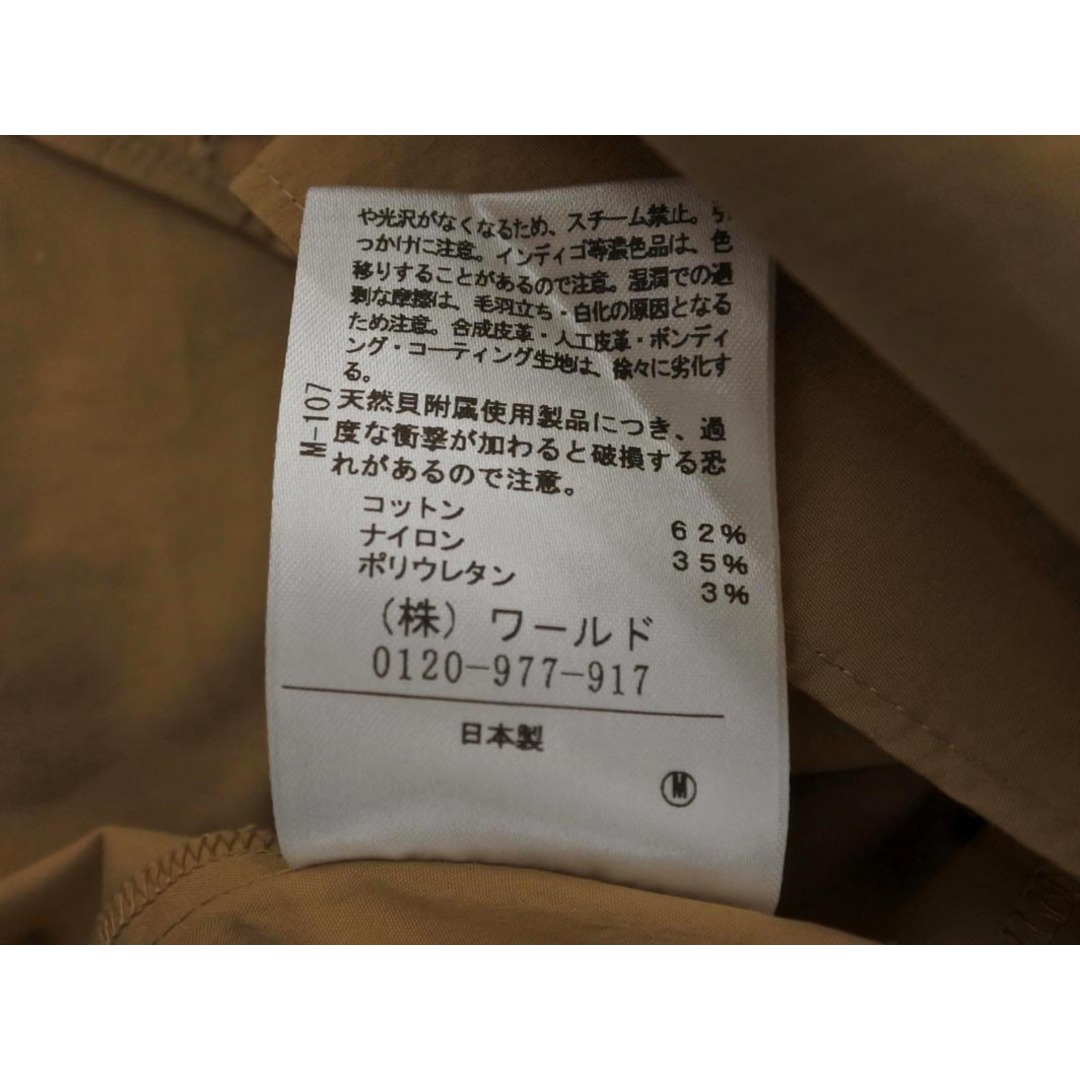 や光沢がなくなるため、スチーム禁止。引
っかけに注意。インディゴ等濃色品は、色
移りすることがあるので注意。湿潤での過
剰な摩擦は、毛羽立ち・白化の原因となる
ため注意。合成皮革・人工皮革・ボンディ
ング・コーティング生地は、徐々に劣化す
る。
M-107
天然貝附属使用製品につき、過
度な衝撃が加わると破損する恐
れがあるので注意。
コットン 62%
ナイロン 35%
ポリウレタン 3%
(株) ワールド
0120-977-917
日本製
M